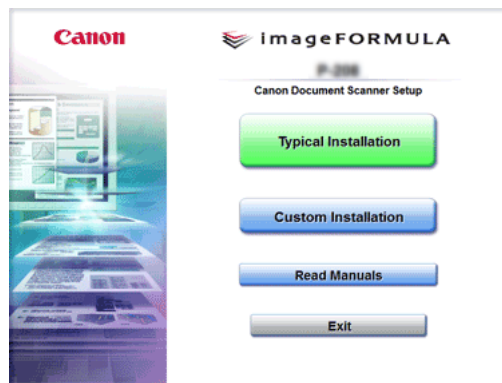 Canon
imageFORMULA
Canon Document Scanner Setup
Typical Installation
Custom Installation
Read Manuals
Exit